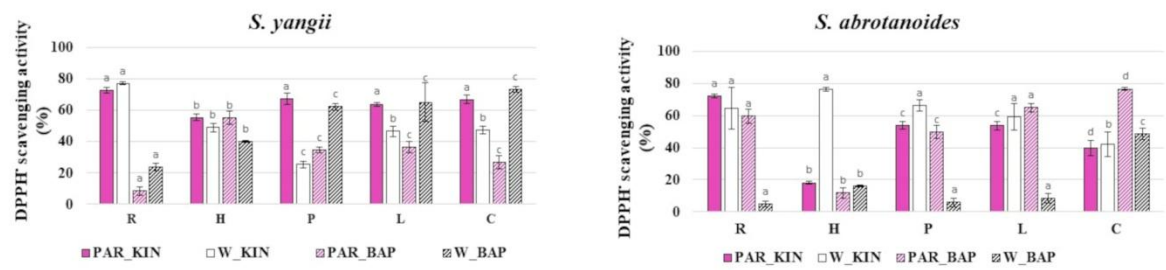 S. yangii
DPPH· scavenging activity
(%)
100
80
60
40
20
0
a a a a
b b b b
a c c c
a b c c
a b c c
R H P L C
PAR_KIN W_KIN PAR_BAP W_BAP
S. abrotanoides
DPPH· scavenging activity
(%)
100
80
60
40
20
0
a a a a
b a b b
c a c a
c a a a
c b d c
R H P L C
PAR_KIN W_KIN PAR_BAP W_BAP